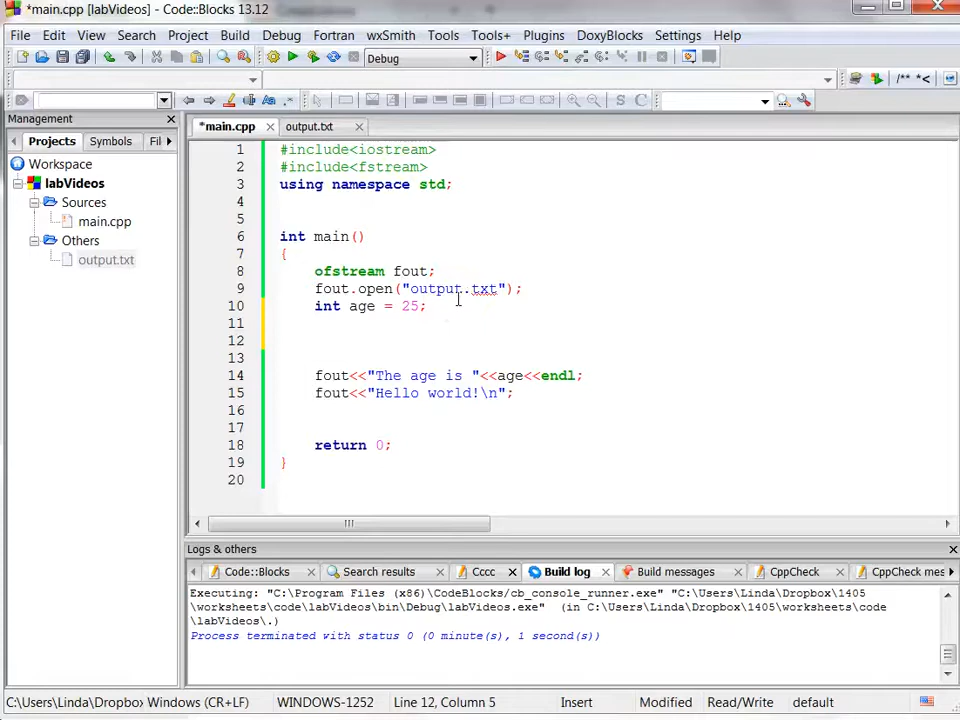 *main.cpp [labVideos] - Code::Blocks 13.12
File Edit View Search Project Build Debug Fortran wxSmith Tools Tools+ Plugins DoxyBlocks Settings Help
Debug
/** *<
Management
*main.cpp output.txt
Projects Symbols Fil
Workspace
labVideos
Sources
main.cpp
Others
output.txt
1 #include<iostream>
2 #include<fstream>
3 using namespace std;
4
5
6 int main()
7 {
8 ofstream fout;
9 fout.open("output.txt");
10 int age = 25;
11
12
13
14 fout<<"The age is "<<age<<endl;
15 fout<<"Hello world!\n";
16
17
18 return 0;
19 }
20
Logs & others
Code::Blocks Search results Cccc Build log Build messages CppCheck CppCheck mes
Executing: "C:\Program Files (x86)\CodeBlocks/cb_console_runner.exe" "C:\Users\Linda\Dropbox\1405
\worksheets\code\labVideos\bin\Debug\labVideos.exe" (in C:\Users\Linda\Dropbox\1405\worksheets\code
\labVideos\.)
Process terminated with status 0 (0 minute(s), 1 second(s))
C:\Users\Linda\Dropbo Windows (CR+LF) WINDOWS-1252 Line 12, Column 5 Insert Modified Read/Write default